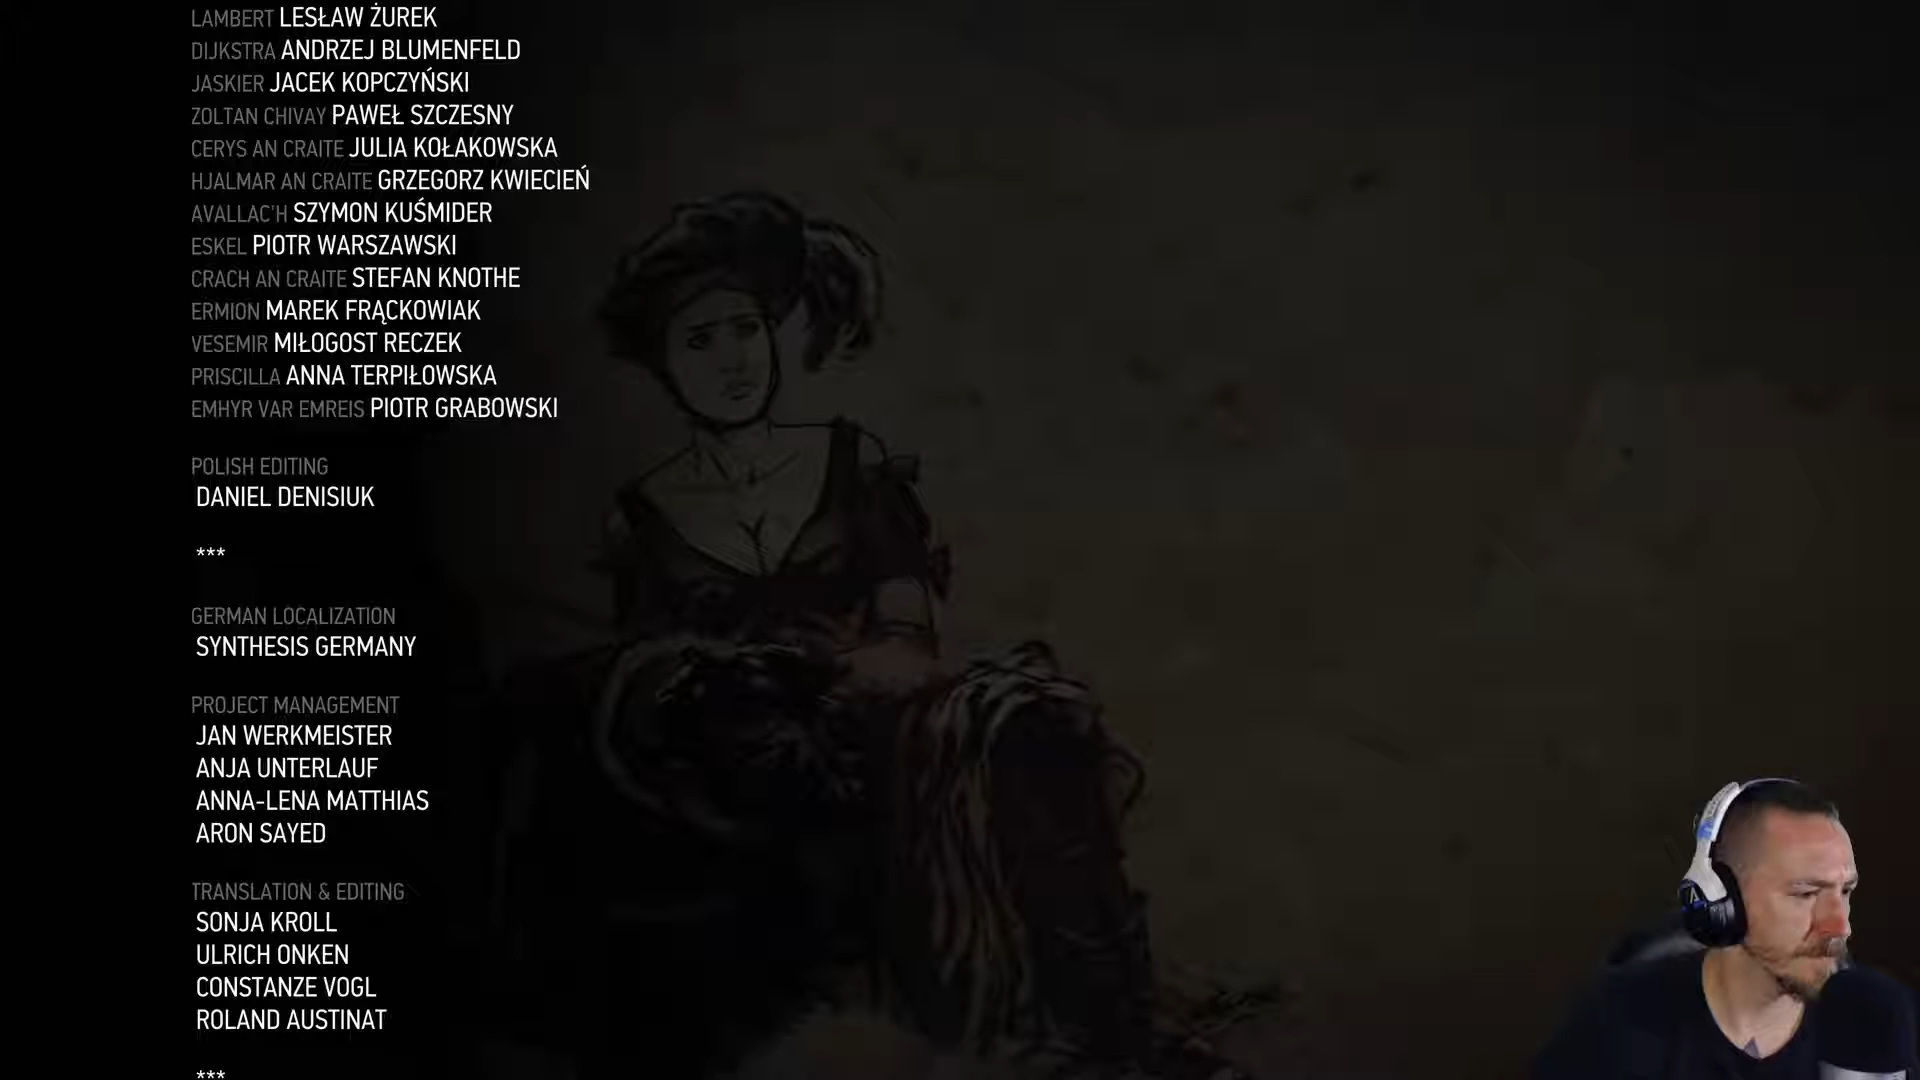 LAMBERT LESŁAW ŻUREK
DIJKSTRA ANDRZEJ BLUMENFELD
JASKIER JACEK KOPCZYŃSKI
ZOLTAN CHIVAY PAWEŁ SZCZESNY
CERYS AN CRAITE JULIA KOŁAKOWSKA
HJALMAR AN CRAITE GRZEGORZ KWIECIEŃ
AVALLAC'H SZYMON KUŚMIDER
ESKEL PIOTR WARSZAWSKI
CRACH AN CRAITE STEFAN KNOTHE
ERMION MAREK FRĄCKOWIAK
VESEMIR MIŁOGOST RECZEK
PRISCILLA ANNA TERPIŁOWSKA
EMHYR VAR EMREIS PIOTR GRABOWSKI
POLISH EDITING
DANIEL DENISIUK
***
GERMAN LOCALIZATION
SYNTHESIS GERMANY
PROJECT MANAGEMENT
JAN WERKMEISTER
ANJA UNTERLAUF
ANNA-LENA MATTHIAS
ARON SAYED
TRANSLATION & EDITING
SONJA KROLL
ULRICH ONKEN
CONSTANZE VOGL
ROLAND AUSTINAT
***